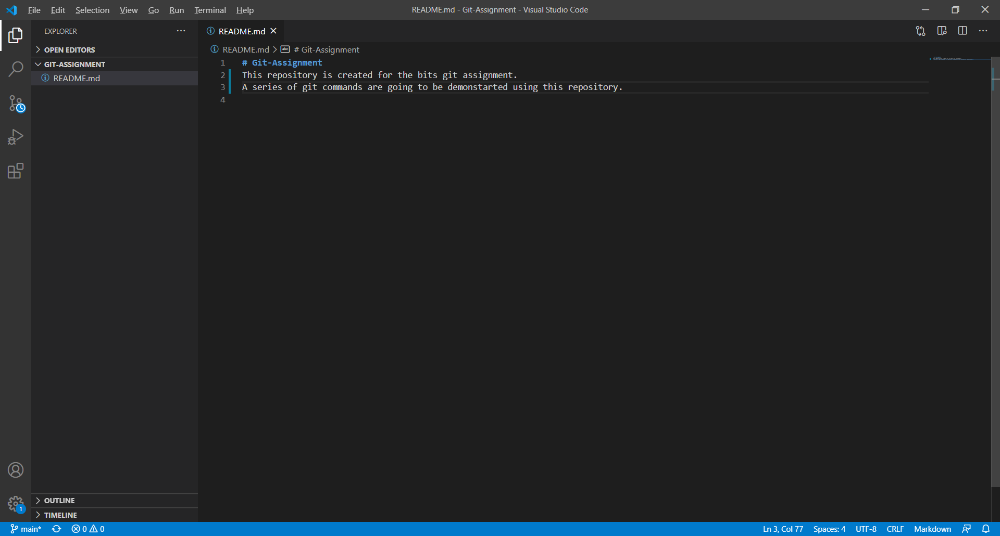 File Edit Selection View Go Run Terminal Help
README.md - Git-Assignment - Visual Studio Code
EXPLORER
OPEN EDITORS
GIT-ASSIGNMENT
README.md
README.md
README.md > abc # Git-Assignment
1 # Git-Assignment
2 This repository is created for the bits git assignment.
3 A series of git commands are going to be demonstarted using this repository.
4
OUTLINE
TIMELINE
1
main* 0 0
Ln 3, Col 77 Spaces: 4 UTF-8 CRLF Markdown